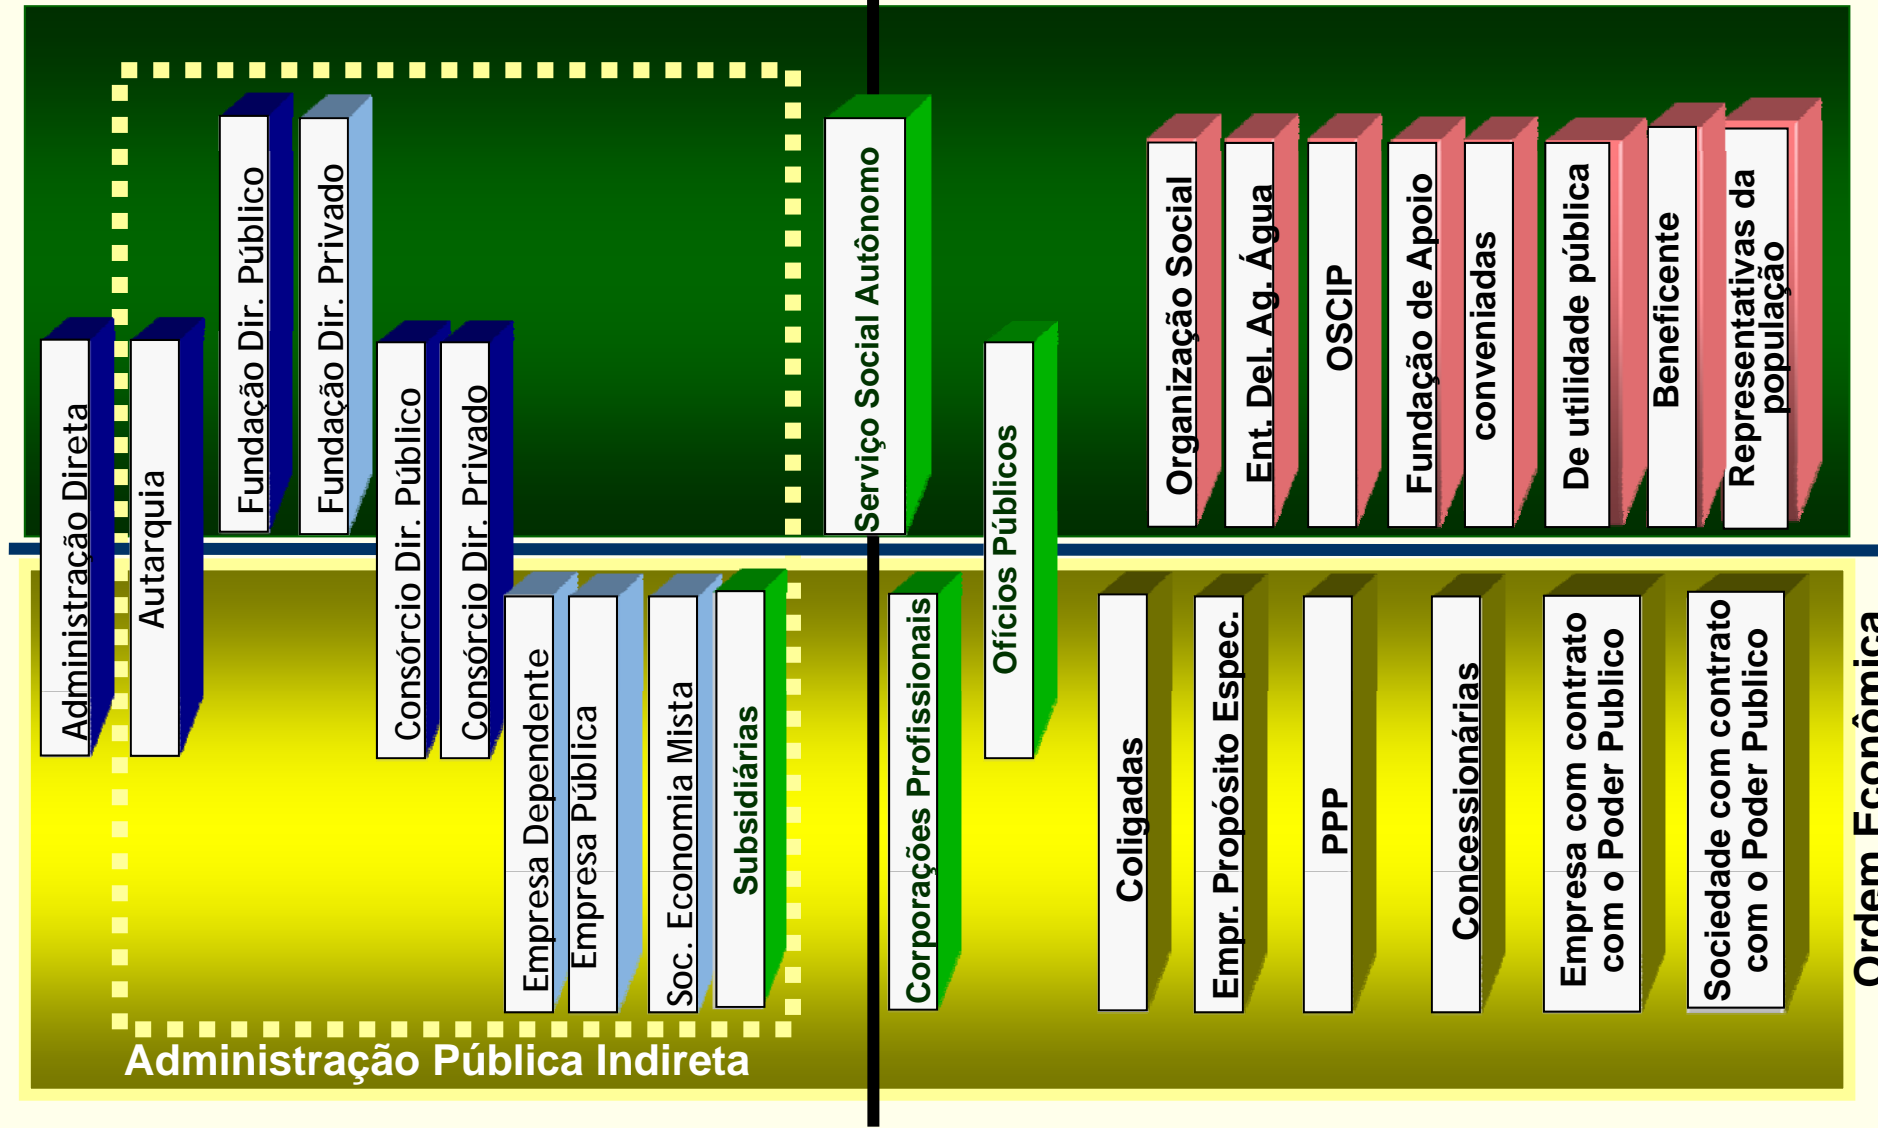 Administração Direta
Autarquia
Fundação Dir. Público
Fundação Dir. Privado
Consórcio Dir. Público
Consórcio Dir. Privado
Empresa Dependente
Empresa Pública
Soc. Economia Mista
Subsidiárias
Serviço Social Autônomo
Corporações Profissionais
Ofícios Públicos
Organização Social
Ent. Del. Ag. Água
OSCIP
Fundação de Apoio
conveniadas
De utilidade pública
Beneficente
Representativas da
população
Coligadas
Empr. Propósito Espec.
PPP
Concessionárias
Empresa com contrato
com o Poder Publico
Sociedade com contrato
com o Poder Publico
Ordem Econômica
Administração Pública Indireta